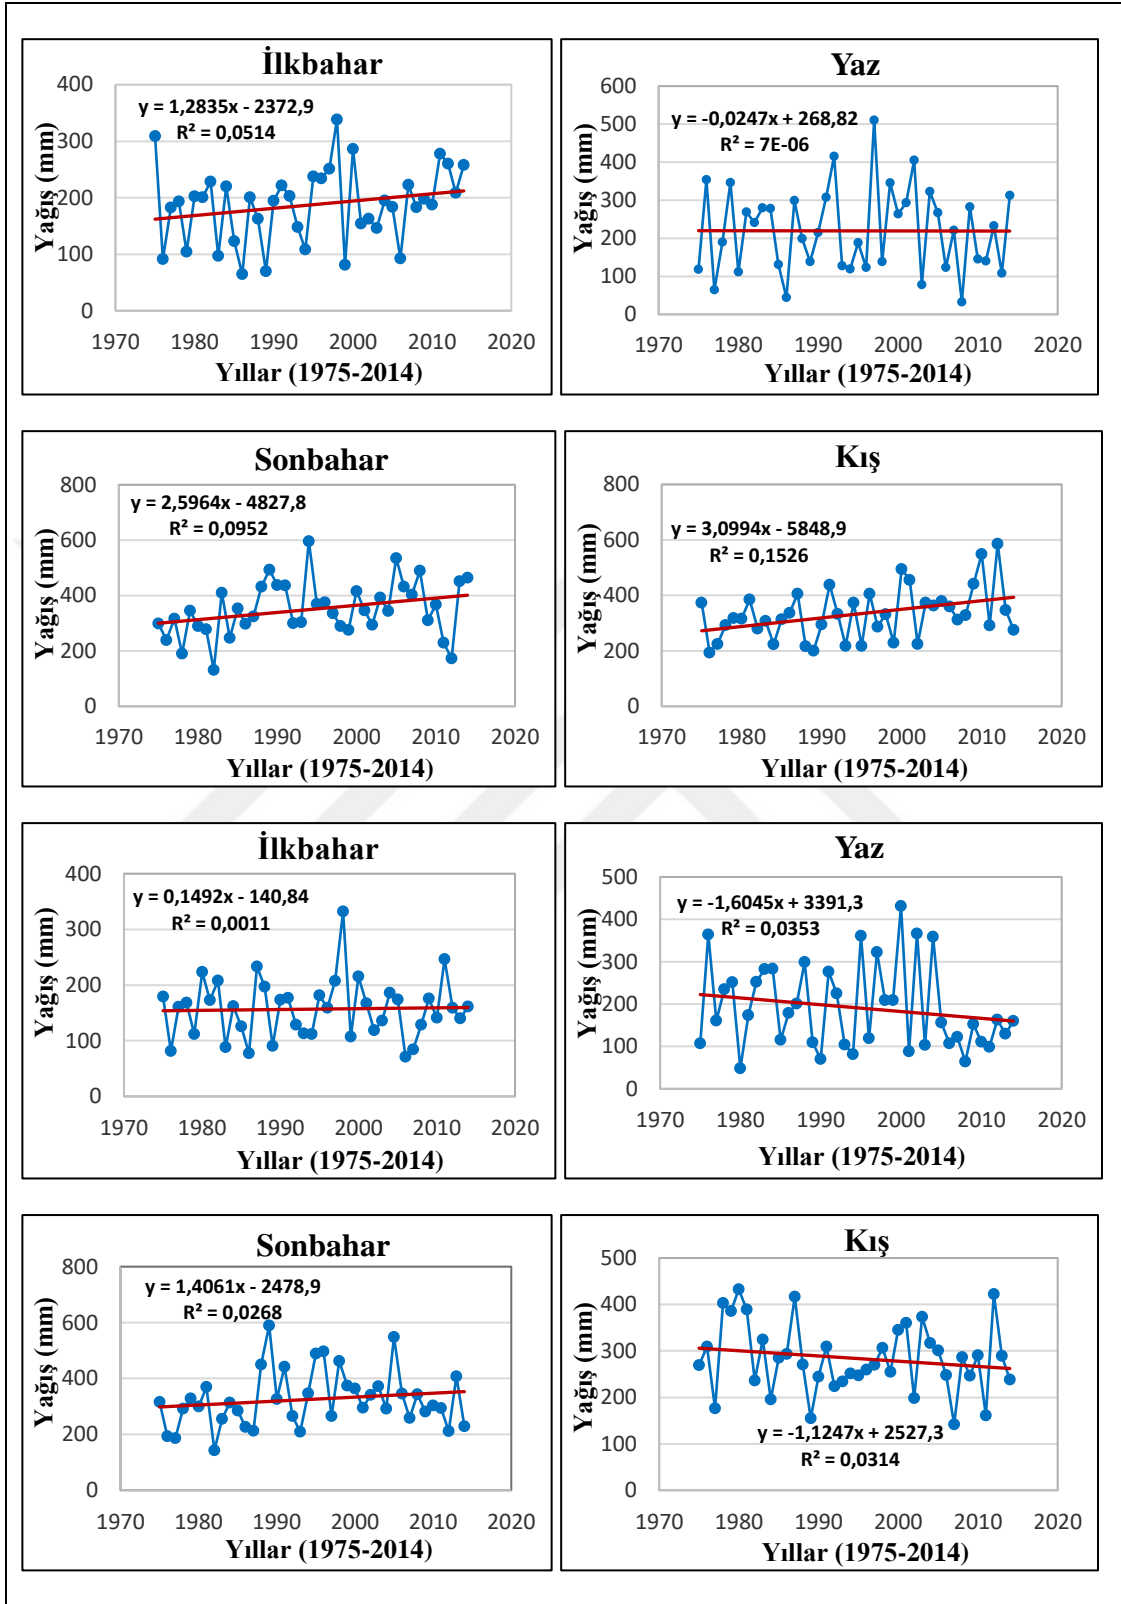 İlkbahar
y = 1,2835x - 2372,9
R² = 0,0514
400
300
200
100
0
Yağış (mm)
1970 1980 1990 2000 2010 2020
Yıllar (1975-2014)
Yaz
y = -0,0247x + 268,82
R² = 7E-06
600
500
400
300
200
100
0
Yağış (mm)
1970 1980 1990 2000 2010 2020
Yıllar (1975-2014)
Sonbahar
y = 2,5964x - 4827,8
R² = 0,0952
800
600
400
200
0
Yağış (mm)
1970 1980 1990 2000 2010 2020
Yıllar (1975-2014)
Kış
y = 3,0994x - 5848,9
R² = 0,1526
800
600
400
200
0
Yağış (mm)
1970 1980 1990 2000 2010 2020
Yıllar (1975-2014)
İlkbahar
y = 0,1492x - 140,84
R² = 0,0011
400
300
200
100
0
Yağış (mm)
1970 1980 1990 2000 2010 2020
Yıllar (1975-2014)
Yaz
y = -1,6045x + 3391,3
R² = 0,0353
500
400
300
200
100
0
Yağış (mm)
1970 1980 1990 2000 2010 2020
Yıllar (1975-2014)
Sonbahar
y = 1,4061x - 2478,9
R² = 0,0268
800
600
400
200
0
Yağış (mm)
1970 1980 1990 2000 2010 2020
Yıllar (1975-2014)
Kış
500
400
300
200
100
0
Yağış (mm)
y = -1,1247x + 2527,3
R² = 0,0314
1970 1980 1990 2000 2010 2020
Yıllar (1975-2014)